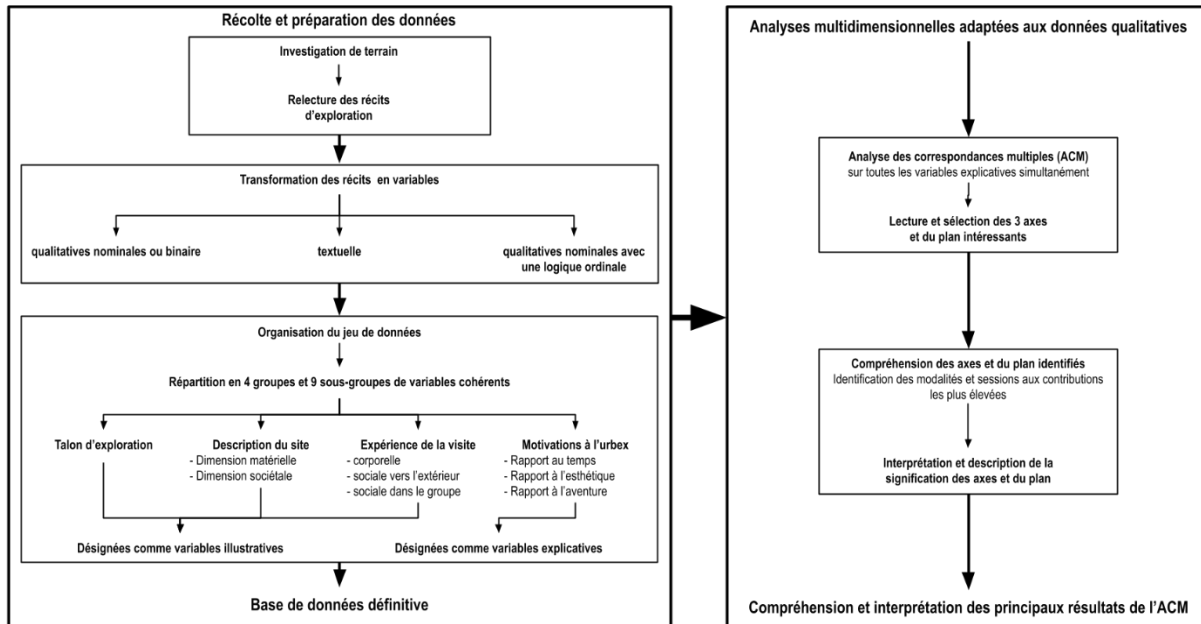 Récolte et préparation des données
Investigation de terrain
Relecture des récits
d'exploration
Transformation des récits en variables
qualitatives nominales ou binaire
textuelle
qualitatives nominales avec
une logique ordinale
Organisation du jeu de données
Répartition en 4 groupes et 9 sous-groupes de variables cohérents
Talon d'exploration
Description du site
- Dimension matérielle
- Dimension sociétale
Expérience de la visite
- corporelle
- sociale vers l'extérieur
- sociale dans le groupe
Motivations à l'urbex
- Rapport au temps
- Rapport à l'esthétique
- Rapport à l'aventure
Désignées comme variables illustratives
Désignées comme variables explicatives
Base de données définitive
Analyses multidimensionnelles adaptées aux données qualitatives
Analyse des correspondances multiples (ACM)
sur toutes les variables explicatives simultanément
Lecture et sélection des 3 axes
et du plan intéressants
Compréhension des axes et du plan identifiés
Identification des modalités et sessions aux contributions
les plus élevées
Interprétation et description de la
signification des axes et du plan
Compréhension et interprétation des principaux résultats de l'ACM